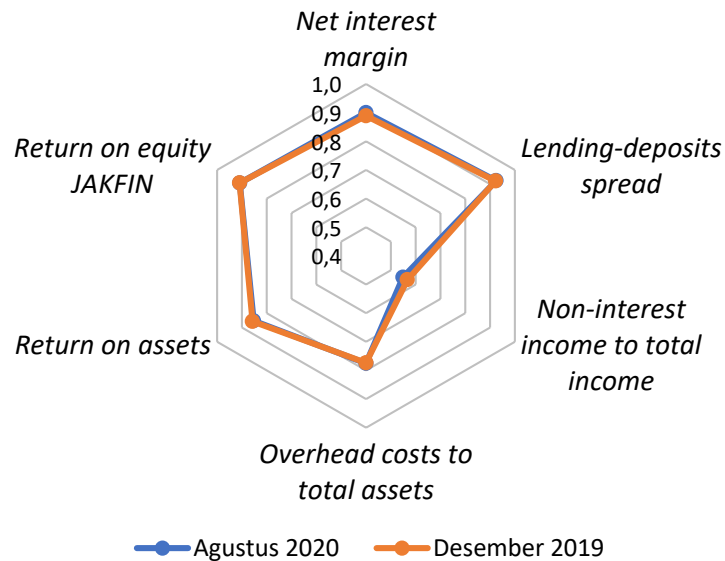 Net interest
margin
1,0
0,9
0,8
0,7
0,6
0,5
0,4
Return on equity
JAKFIN
Lending-deposits
spread
Return on assets
Non-interest
income to total
income
Overhead costs to
total assets
Agustus 2020
Desember 2019